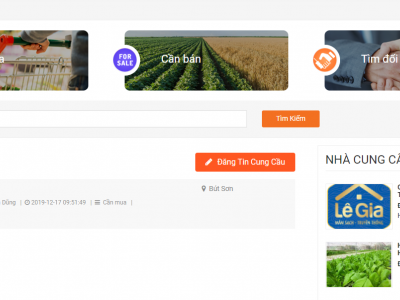 FOR
SALE
Cần bán
Tìm đối
Tìm Kiếm
Đăng Tin Cung Cầu
NHÀ CUNG C
Bút Sơn
Dũng | 2019-12-17 09:51:49 | Cần mua |
Lê Gia